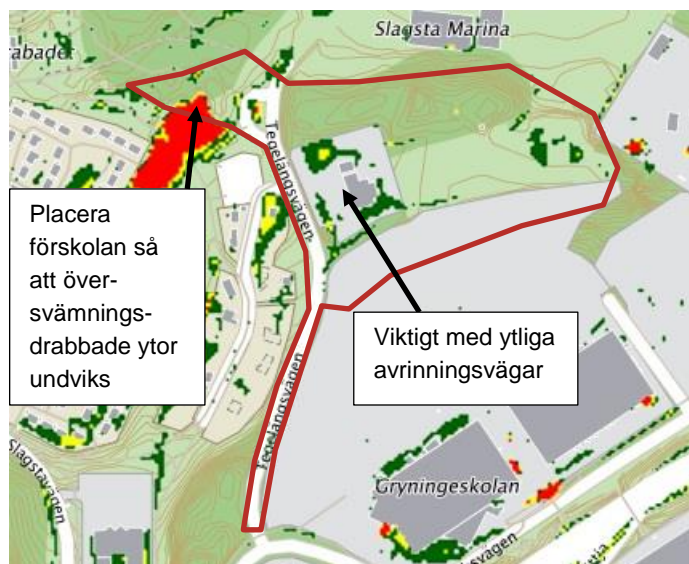 Slagsta Marina
rabadet
Tegelängsvägen
Placera
förskolan så
att över-
svämnings-
drabbade ytor
undviks
Viktigt med ytliga
avrinningsvägar
Tegelängsvägen
Slagstavägen
Gryningeskolan
svägen